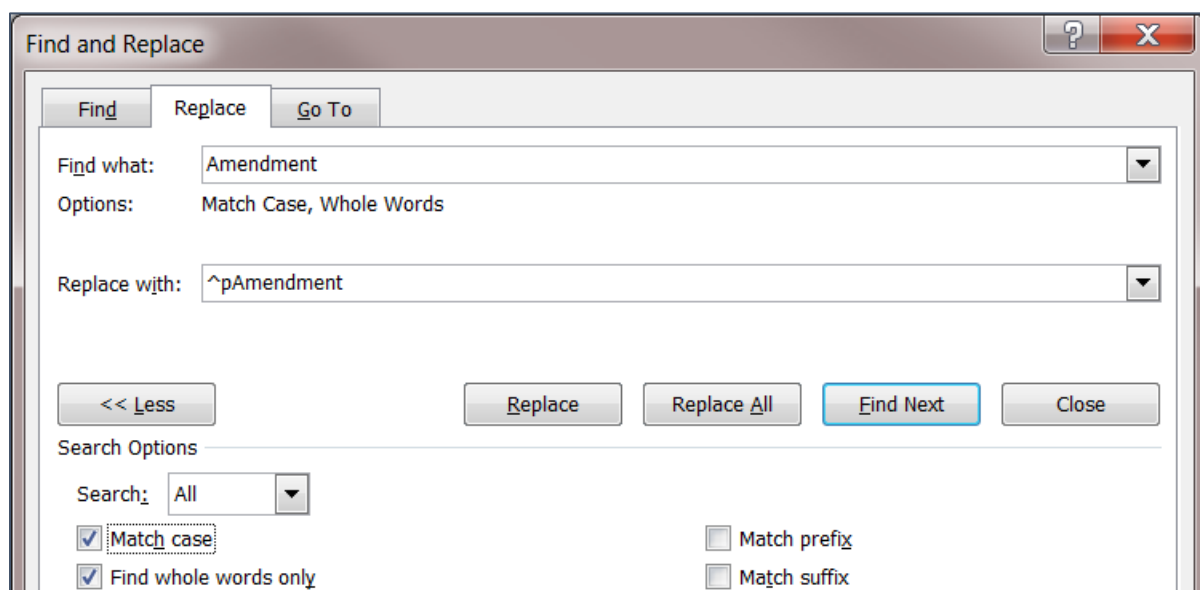 Find and Replace
Find Replace Go To
Find what: Amendment
Options: Match Case, Whole Words
Replace with: ^pAmendment
<< Less Replace Replace All Find Next Close
Search Options
Search: All
Match case Match prefix
Find whole words only Match suffix